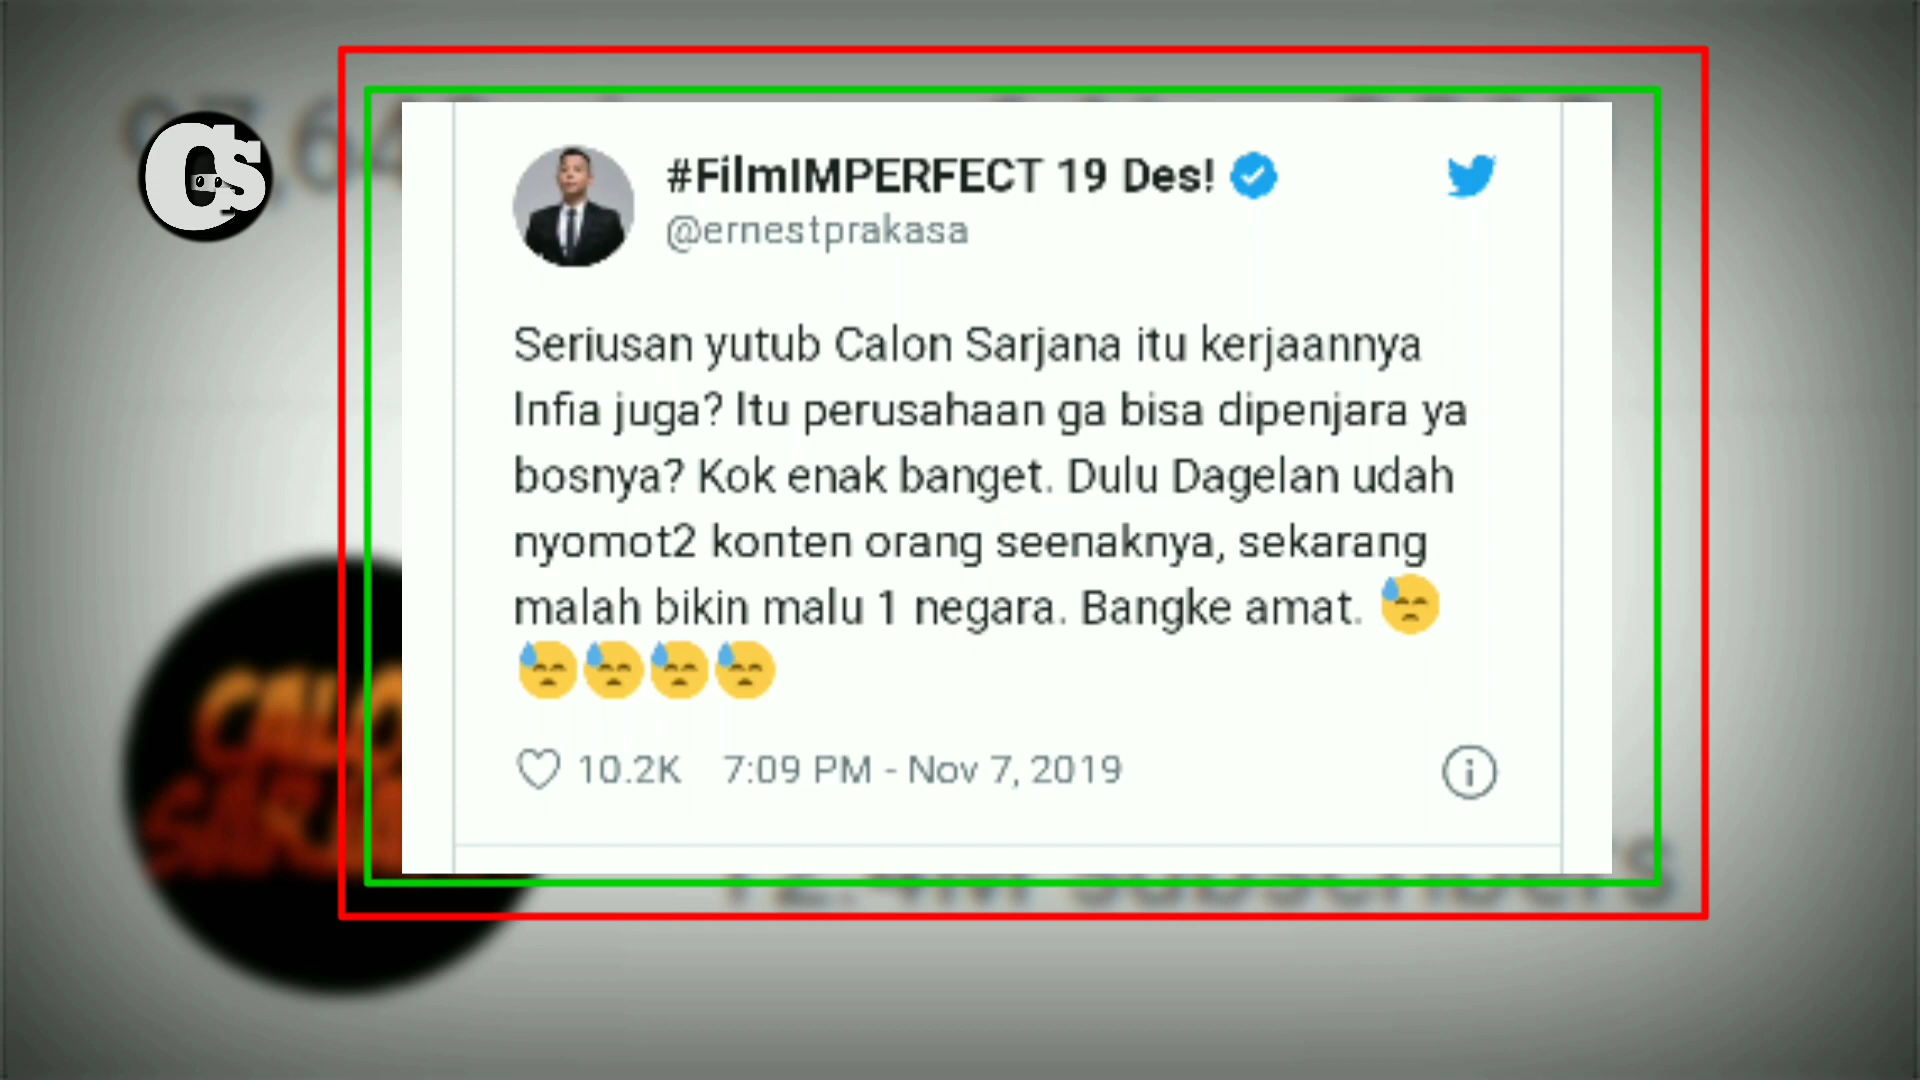 Cs
#FilmIMPERFECT 19 Des!
@ernestprakasa
Seriusan yutub Calon Sarjana itu kerjaannya
Infia juga? Itu perusahaan ga bisa dipenjara ya
bosnya? Kok enak banget. Dulu Dagelan udah
nyomot2 konten orang seenaknya, sekarang
malah bikin malu 1 negara. Bangke amat. 😓
😓😓😓😓
10.2K 7:09 PM - Nov 7, 2019